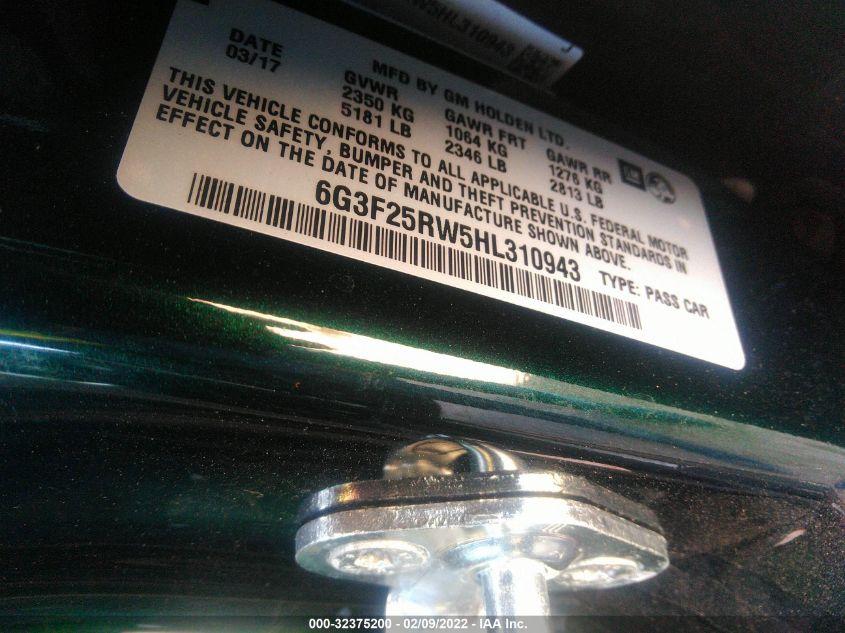 W5HL310943
J
DATE
03/17
MFD BY GM HOLDEN LTD.
GVWR GAWR FRT GAWR RR
2350 KG 1064 KG 1276 KG
5181 LB 2346 LB 2813 LB
GM
THIS VEHICLE CONFORMS TO ALL APPLICABLE U.S. FEDERAL MOTOR
VEHICLE SAFETY, BUMPER AND THEFT PREVENTION STANDARDS IN
EFFECT ON THE DATE OF MANUFACTURE SHOWN ABOVE.
6G3F25RW5HL310943 TYPE: PASS CAR
000-32375200 - 02/09/2022 - IAA Inc.